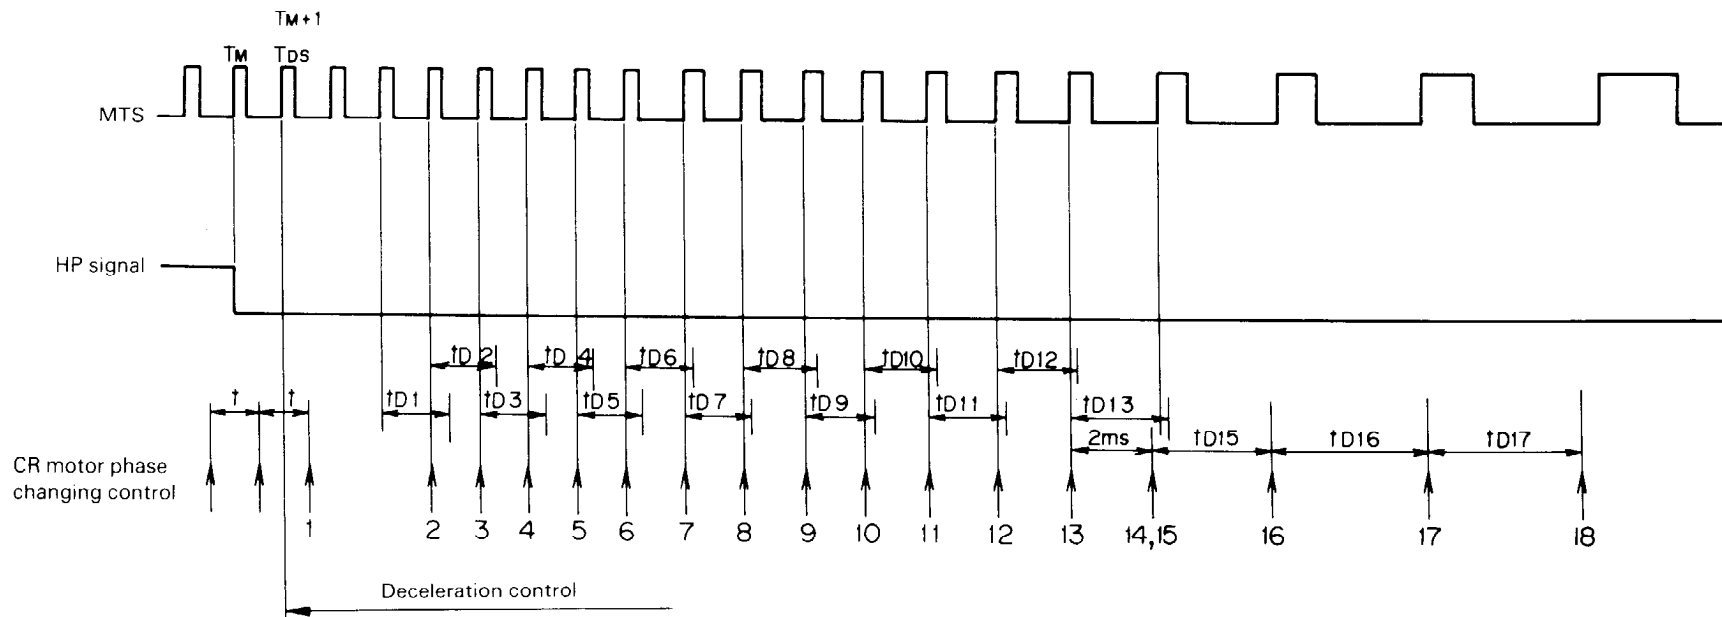 TM+1
TM TDS
MTS
HP signal
tD2 tD4 tD6 tD8 tD10 tD12
t t tD1 tD3 tD5 tD7 tD9 tD11 tD13
2ms tD15 tD16 tD17
CR motor phase
changing control
1 2 3 4 5 6 7 8 9 10 11 12 13 14,15 16 17 18
Deceleration control